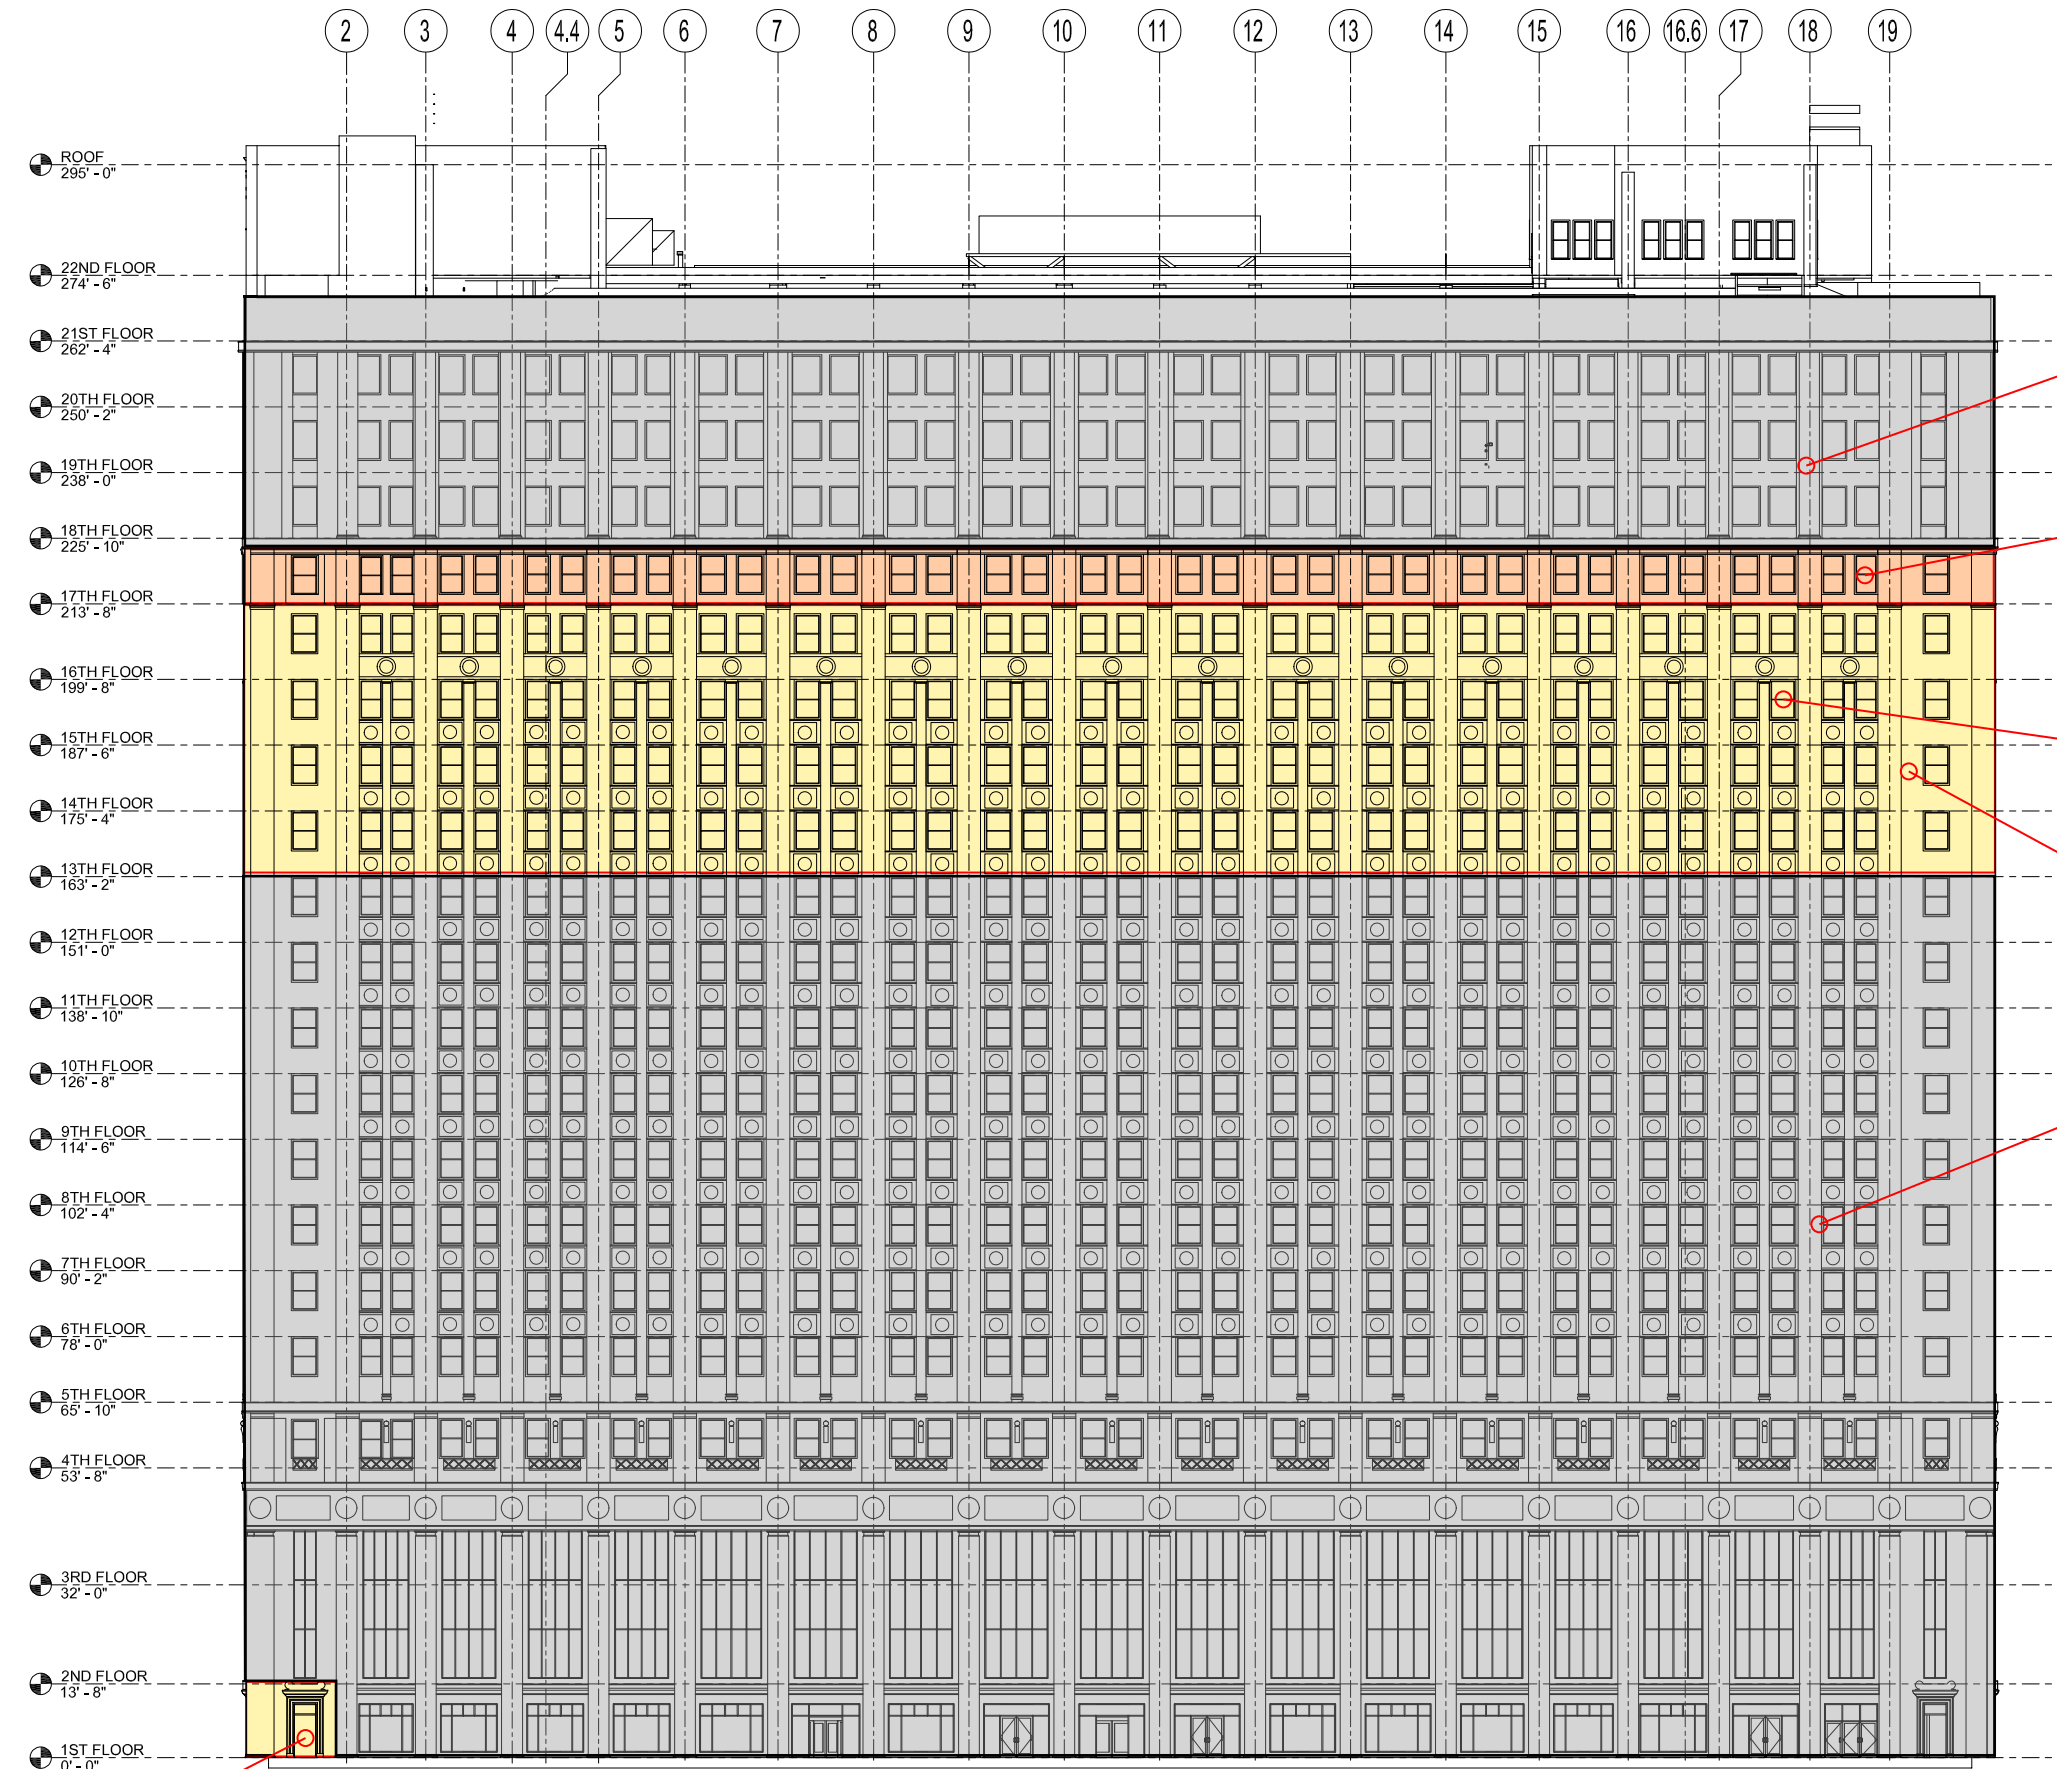 2 3 4 4.4 5 6 7 8 9 10 11 12 13 14 15 16 16.6 17 18 19
ROOF
295' - 0"
22ND FLOOR
274' - 6"
21ST FLOOR
262' - 4"
20TH FLOOR
250' - 2"
19TH FLOOR
238' - 0"
18TH FLOOR
225' - 10"
17TH FLOOR
213' - 8"
16TH FLOOR
199' - 8"
15TH FLOOR
187' - 6"
14TH FLOOR
175' - 4"
13TH FLOOR
163' - 2"
12TH FLOOR
151' - 0"
11TH FLOOR
138' - 10"
10TH FLOOR
126' - 8"
9TH FLOOR
114' - 6"
8TH FLOOR
102' - 4"
7TH FLOOR
90' - 2"
6TH FLOOR
78' - 0"
5TH FLOOR
65' - 10"
4TH FLOOR
53' - 8"
3RD FLOOR
32' - 0"
2ND FLOOR
13' - 8"
1ST FLOOR
0' - 0"